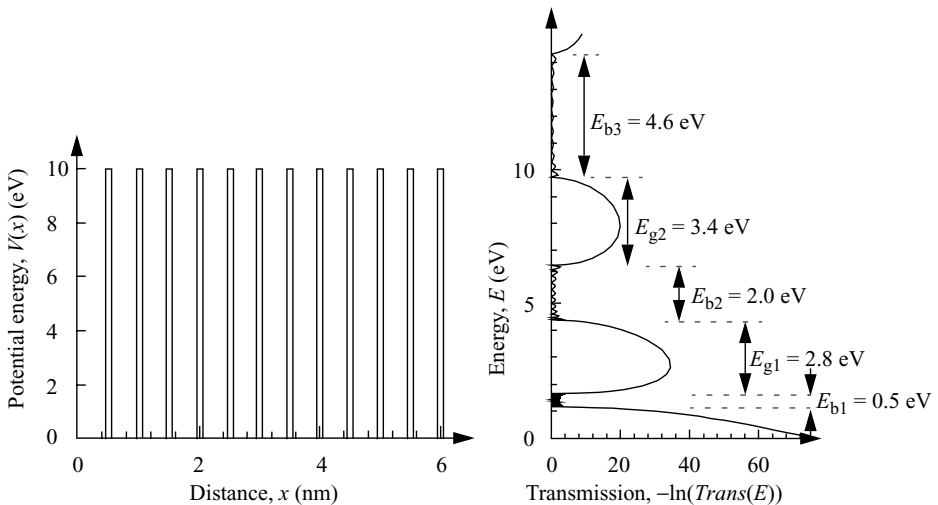 10
8
6
4
2
0
Potential energy, V(x) (eV)
0
2
4
6
Distance, x (nm)
10
5
0
Energy, E (eV)
E_b3 = 4.6 eV
E_g2 = 3.4 eV
E_b2 = 2.0 eV
E_g1 = 2.8 eV
E_b1 = 0.5 eV
0
20
40
60
Transmission, −ln(Trans(E))